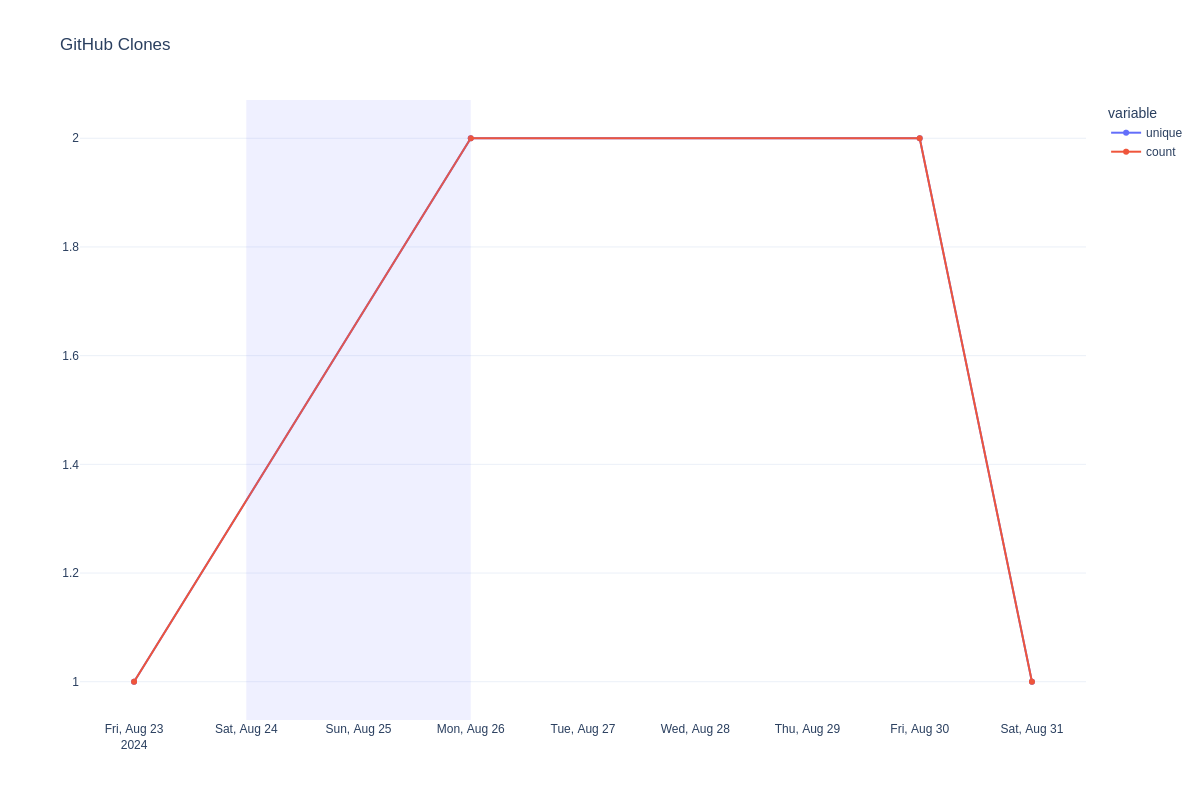 GitHub Clones
variable
unique
count
2
1.8
1.6
1.4
1.2
1
Fri, Aug 23
2024
Sat, Aug 24
Sun, Aug 25
Mon, Aug 26
Tue, Aug 27
Wed, Aug 28
Thu, Aug 29
Fri, Aug 30
Sat, Aug 31